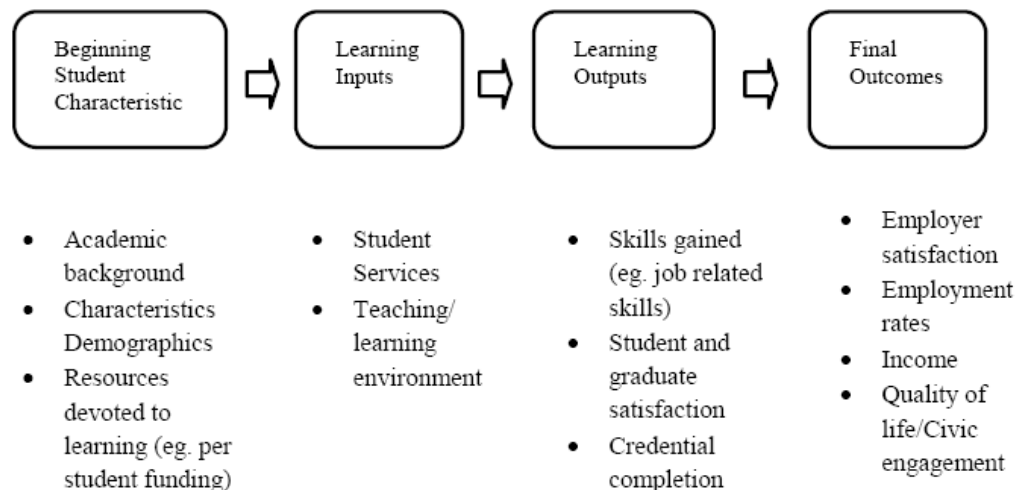 Beginning
Student
Characteristic
Learning
Inputs
Learning
Outputs
Final
Outcomes
• Academic
background
• Characteristics
Demographics
• Resources
devoted to
learning (eg. per
student funding)
• Student
Services
• Teaching/
learning
environment
• Skills gained
(eg. job related
skills)
• Student and
graduate
satisfaction
• Credential
completion
• Employer
satisfaction
• Employment
rates
• Income
• Quality of
life/Civic
engagement